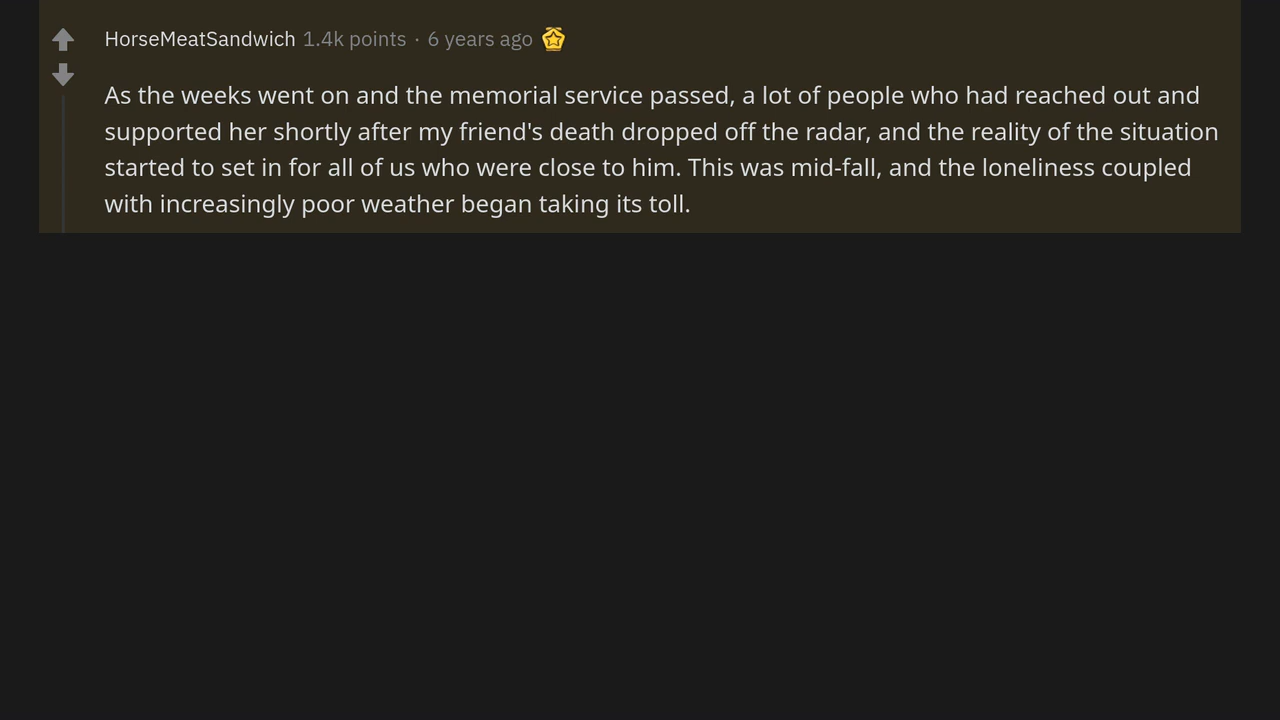 HorseMeatSandwich 1.4k points · 6 years ago
As the weeks went on and the memorial service passed, a lot of people who had reached out and
supported her shortly after my friend's death dropped off the radar, and the reality of the situation
started to set in for all of us who were close to him. This was mid-fall, and the loneliness coupled
with increasingly poor weather began taking its toll.